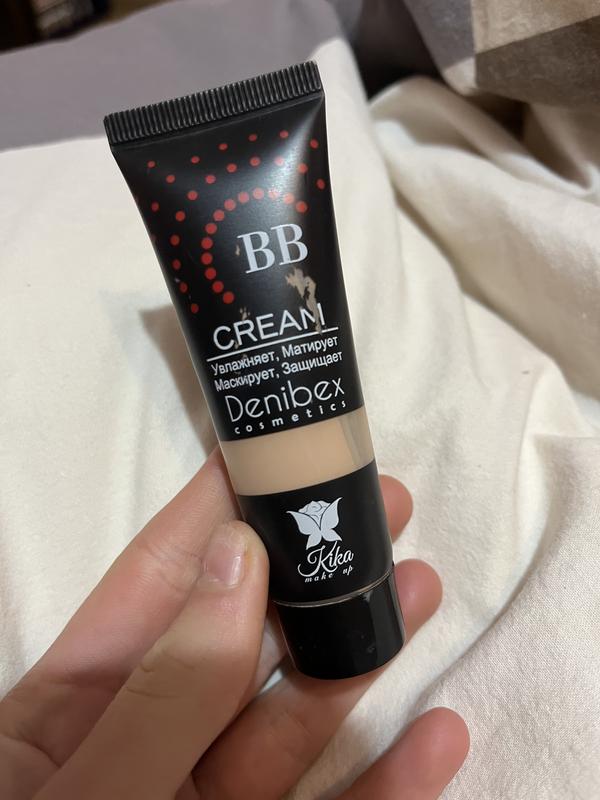 BB
CREAM
Увлажняет, Матирует
Маскирует, Защищает
Denibex
cosmetics
Kika
make up